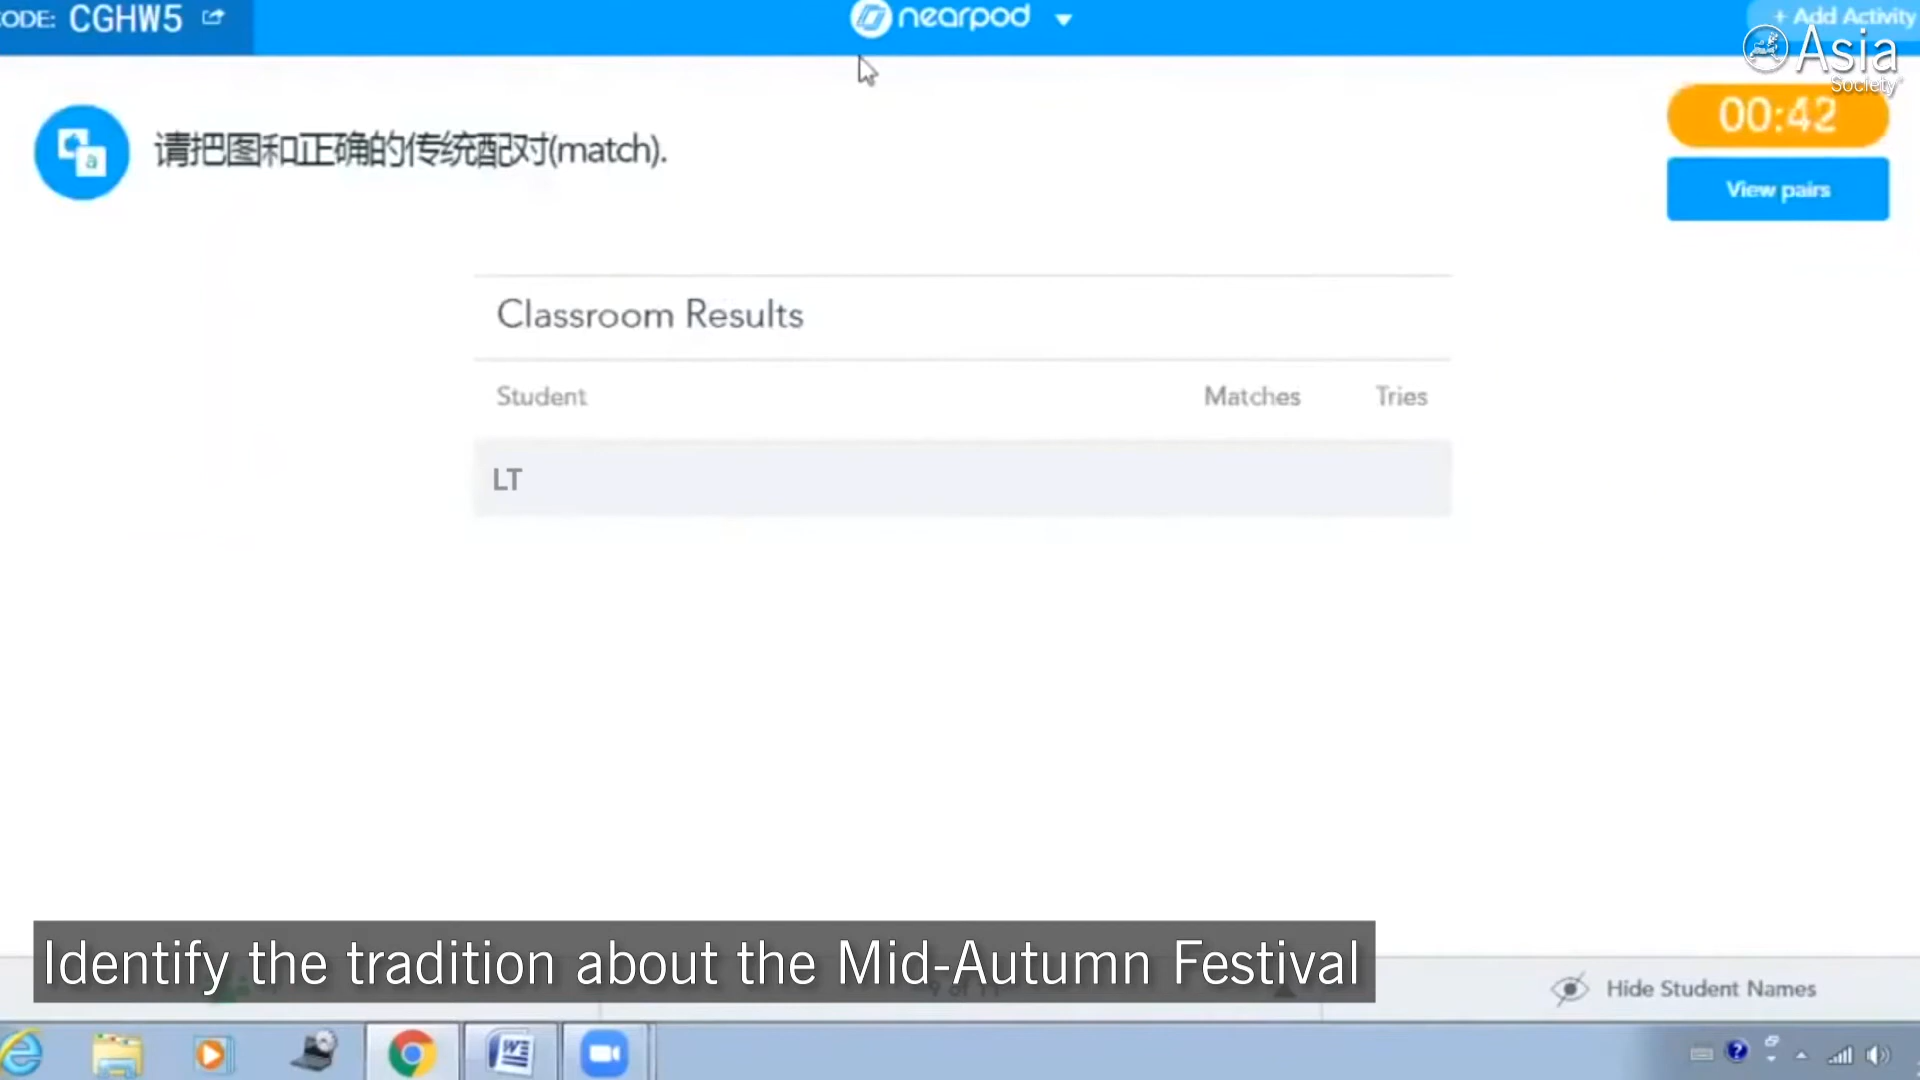 CODE: CGHW5
nearpod
+ Add Activity
Asia
Society
00:42
请把图和正确的传统配对(match).
View pairs
Classroom Results
Student Matches Tries
LT
Identify the tradition about the Mid-Autumn Festival
Hide Student Names